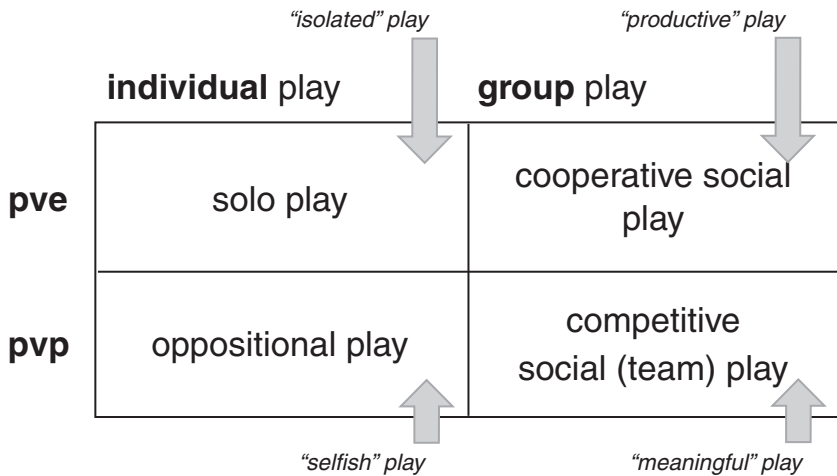 “isolated” play
“productive” play
individual play
group play
pve
solo play
cooperative social
play
pvp
oppositional play
competitive
social (team) play
“selfish” play
“meaningful” play